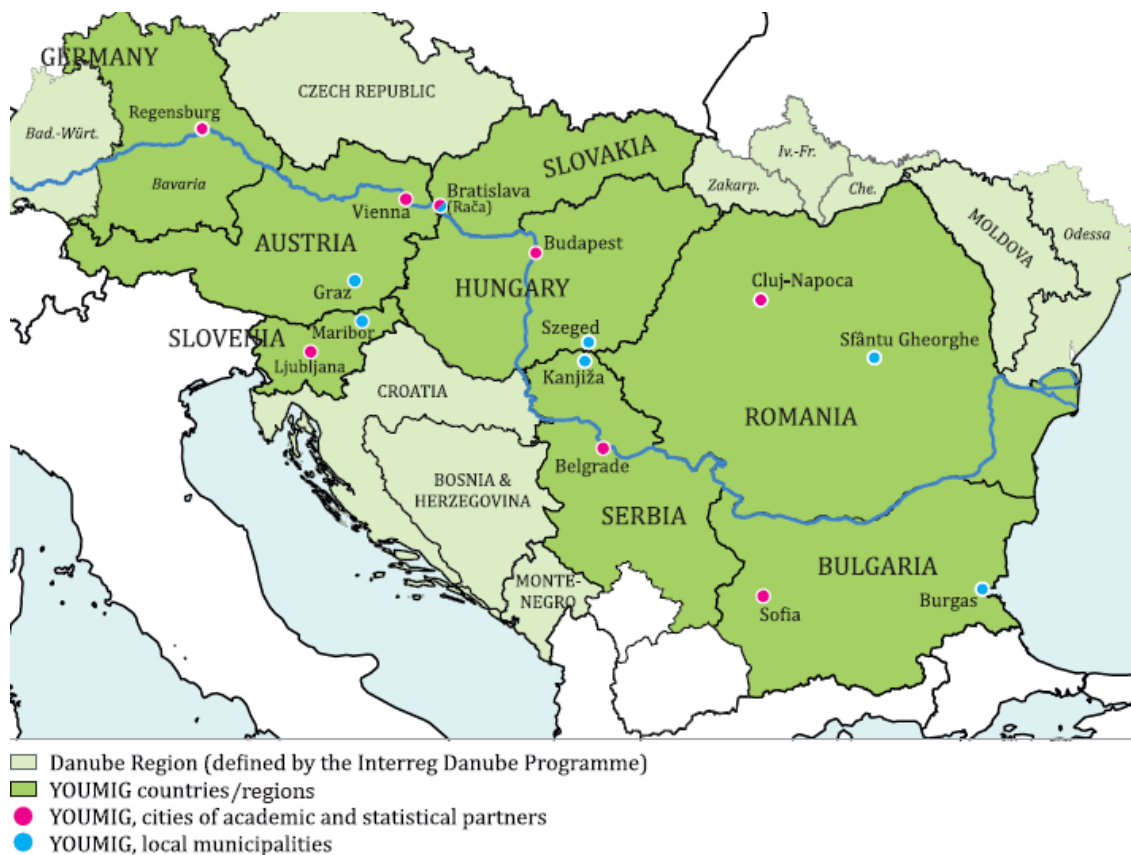 GERMANY
CZECH REPUBLIC
Regensburg
Bad.-Würt.
Bavaria
SLOVAKIA
Iv.-Fr.
Zakarp.
Che.
Vienna
Bratislava
(Rača)
AUSTRIA
Budapest
MOLDOVA
Odessa
Graz
HUNGARY
Cluj-Napoca
SLOVENIA
Maribor
Szeged
Sfântu Gheorghe
Ljubljana
Kanjiža
CROATIA
ROMANIA
Belgrade
BOSNIA &
HERZEGOVINA
SERBIA
BULGARIA
MONTE-
NEGRO
Sofia
Burgas
Danube Region (defined by the Interreg Danube Programme)
YOUMIG countries/regions
YOUMIG, cities of academic and statistical partners
YOUMIG, local municipalities